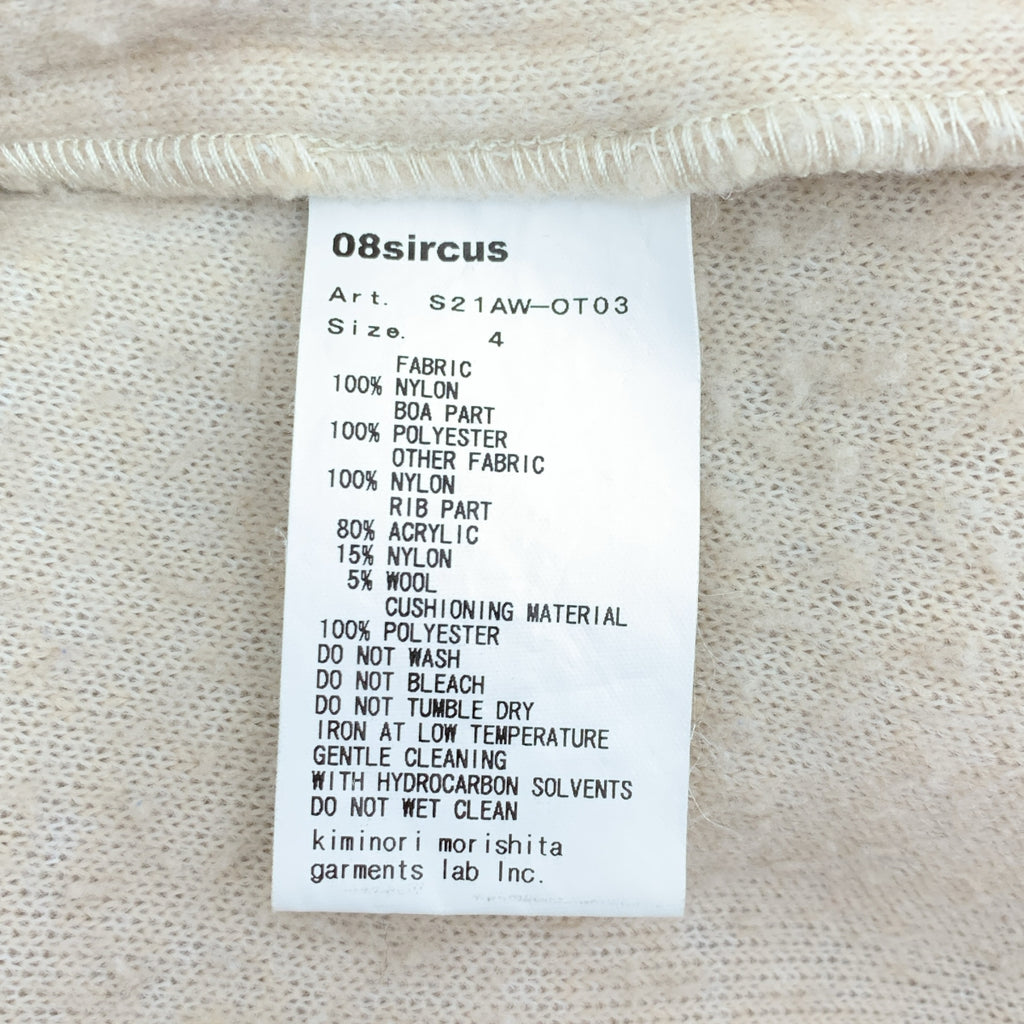 08sircus
Art. S21AW-OT03
Size. 4
FABRIC
100% NYLON
BOA PART
100% POLYESTER
OTHER FABRIC
100% NYLON
RIB PART
80% ACRYLIC
15% NYLON
5% WOOL
CUSHIONING MATERIAL
100% POLYESTER
DO NOT WASH
DO NOT BLEACH
DO NOT TUMBLE DRY
IRON AT LOW TEMPERATURE
GENTLE CLEANING
WITH HYDROCARBON SOLVENTS
DO NOT WET CLEAN
kiminori morishita
garments lab Inc.